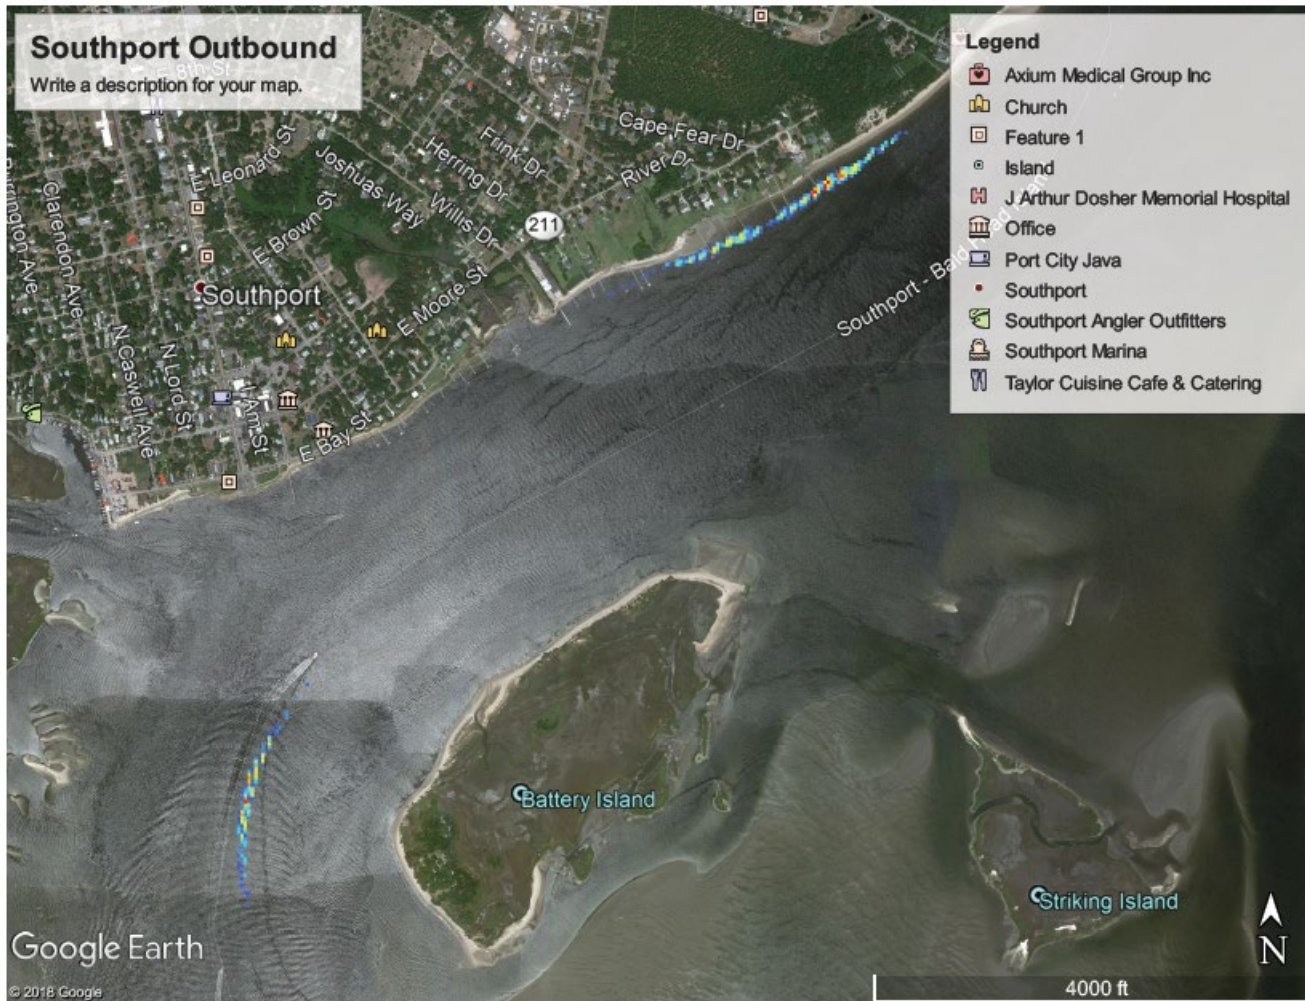 Southport Outbound
Write a description for your map.
E 8th St
Legend
Axium Medical Group Inc
Church
Feature 1
Island
J Arthur Dosher Memorial Hospital
Office
Port City Java
Southport
Southport Angler Outfitters
Southport Marina
Taylor Cuisine Cafe & Catering
Cape Fear Dr
Frink Dr
Herring Dr
River Dr
E Leonard St
Joshuas Way
Willis Dr
Clarendon Ave
Burrington Ave
E Brown St
211
Southport
E Moore St
Southport - Bald Head Island
N Caswell Ave
N Lord St
E Bay St
Battery Island
Striking Island
Google Earth
N
© 2018 Google
4000 ft